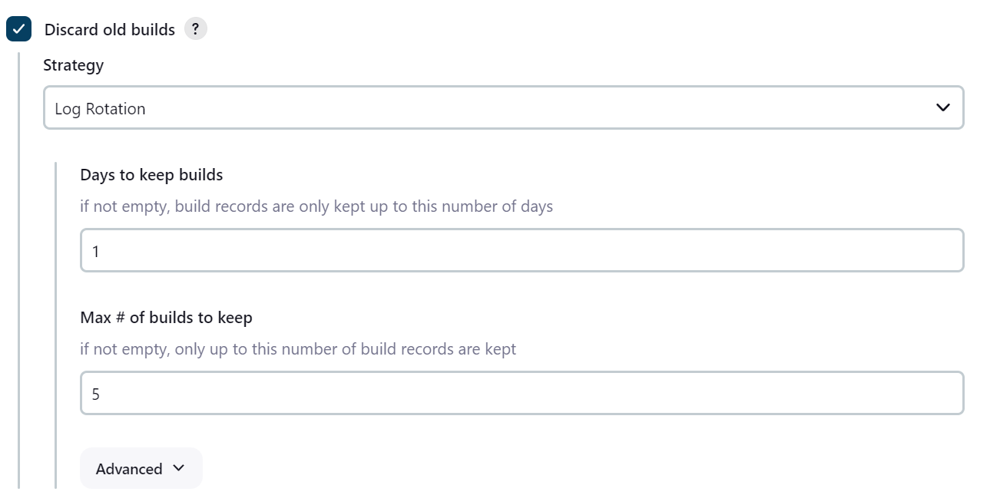 Discard old builds ?
Strategy
Log Rotation
Days to keep builds
if not empty, build records are only kept up to this number of days
1
Max # of builds to keep
if not empty, only up to this number of build records are kept
5
Advanced